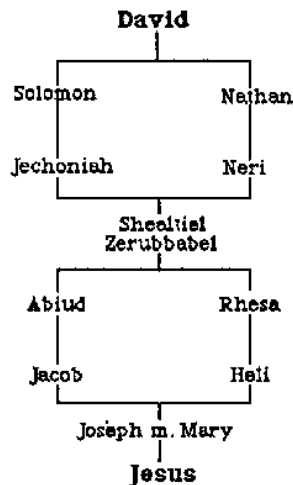 David
Solomon Nathan
Jechoniah Neri
Shealtiel
Zerubbabel
Abiud Rhesa
Jacob Heli
Joseph m. Mary
Jesus